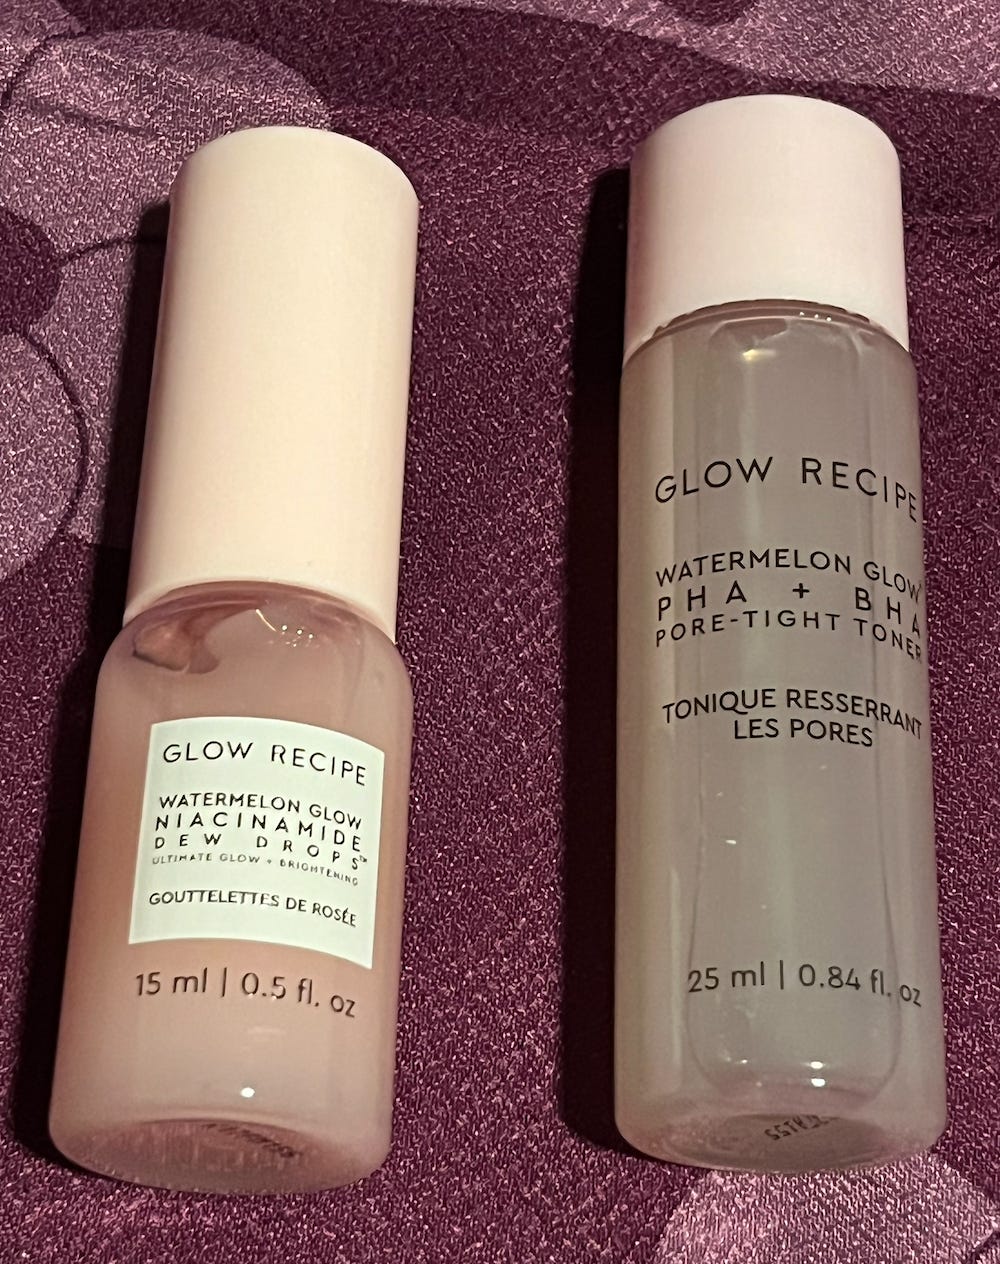 GLOW RECIPE
WATERMELON GLOW
NIACINAMIDE
DEW DROPS™
ULTIMATE GLOW + BRIGHTENING
GOUTTELETTES DE ROSÉE
15 ml | 0.5 fl. oz
GLOW RECIPE
WATERMELON GLOW
PHA + BHA
PORE-TIGHT TONER
TONIQUE RESSERRANT
LES PORES
25 ml | 0.84 fl. oz